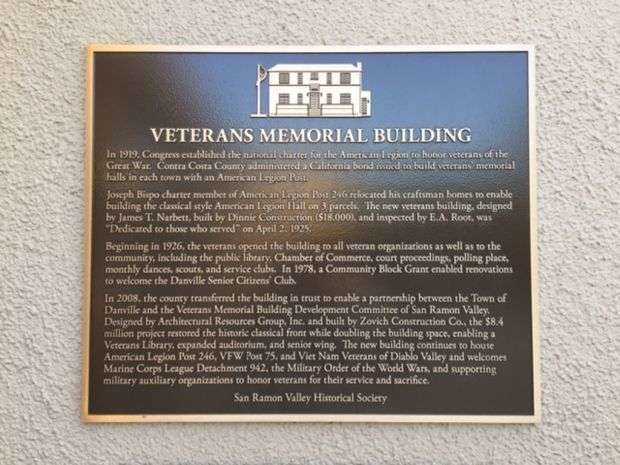 VETERANS MEMORIAL BUILDING
In 1919, Congress established the national charter for the American Legion to honor veterans of the
Great War. Contra Costa County administered a California bond issued to build veterans' memorial
halls in each town with an American Legion Post.
Joseph Bispo charter member of American Legion Post 246 relocated his craftsman homes to enable
building the classical style American Legion Hall on 3 parcels. The new veterans building, designed
by James T. Narbett, built by Dinnie Construction ($18,000), and inspected by E.A. Root, was
"Dedicated to those who served" on April 2, 1925.
Beginning in 1926, the veterans opened the building to all veteran organizations as well as to the
community, including the public library, Chamber of Commerce, court proceedings, polling place,
monthly dances, scouts, and service clubs. In 1978, a Community Block Grant enabled renovations
to welcome the Danville Senior Citizens' Club.
In 2008, the county transferred the building in trust to enable a partnership between the Town of
Danville and the Veterans Memorial Building Development Committee of San Ramon Valley.
Designed by Architectural Resources Group, Inc. and built by Zovich Construction Co., the $8.4
million project restored the historic classical front while doubling the building space, enabling a
Veterans Library, expanded auditorium, and senior wing. The new building continues to house
American Legion Post 246, VFW Post 75, and Viet Nam Veterans of Diablo Valley and welcomes
Marine Corps League Detachment 942, the Military Order of the World Wars, and supporting
military auxiliary organizations to honor veterans for their service and sacrifice.
San Ramon Valley Historical Society